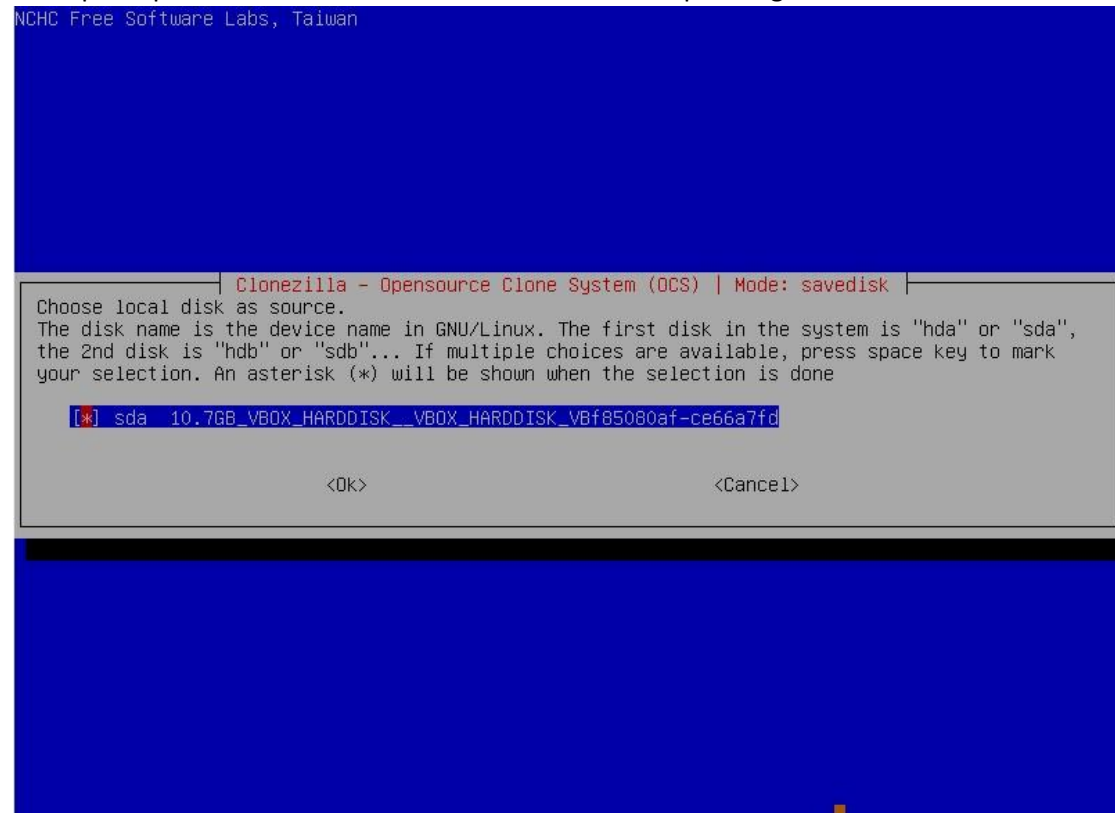 NCHC Free Software Labs, Taiwan
Clonezilla - Opensource Clone System (OCS) | Mode: savedisk
Choose local disk as source.
The disk name is the device name in GNU/Linux. The first disk in the system is "hda" or "sda",
the 2nd disk is "hdb" or "sdb"... If multiple choices are available, press space key to mark
your selection. An asterisk (*) will be shown when the selection is done
[*] sda 10.7GB_VBOX_HARDDISK__VBOX_HARDDISK_VBf85080af-ce66a7fd
<Ok> <Cancel>